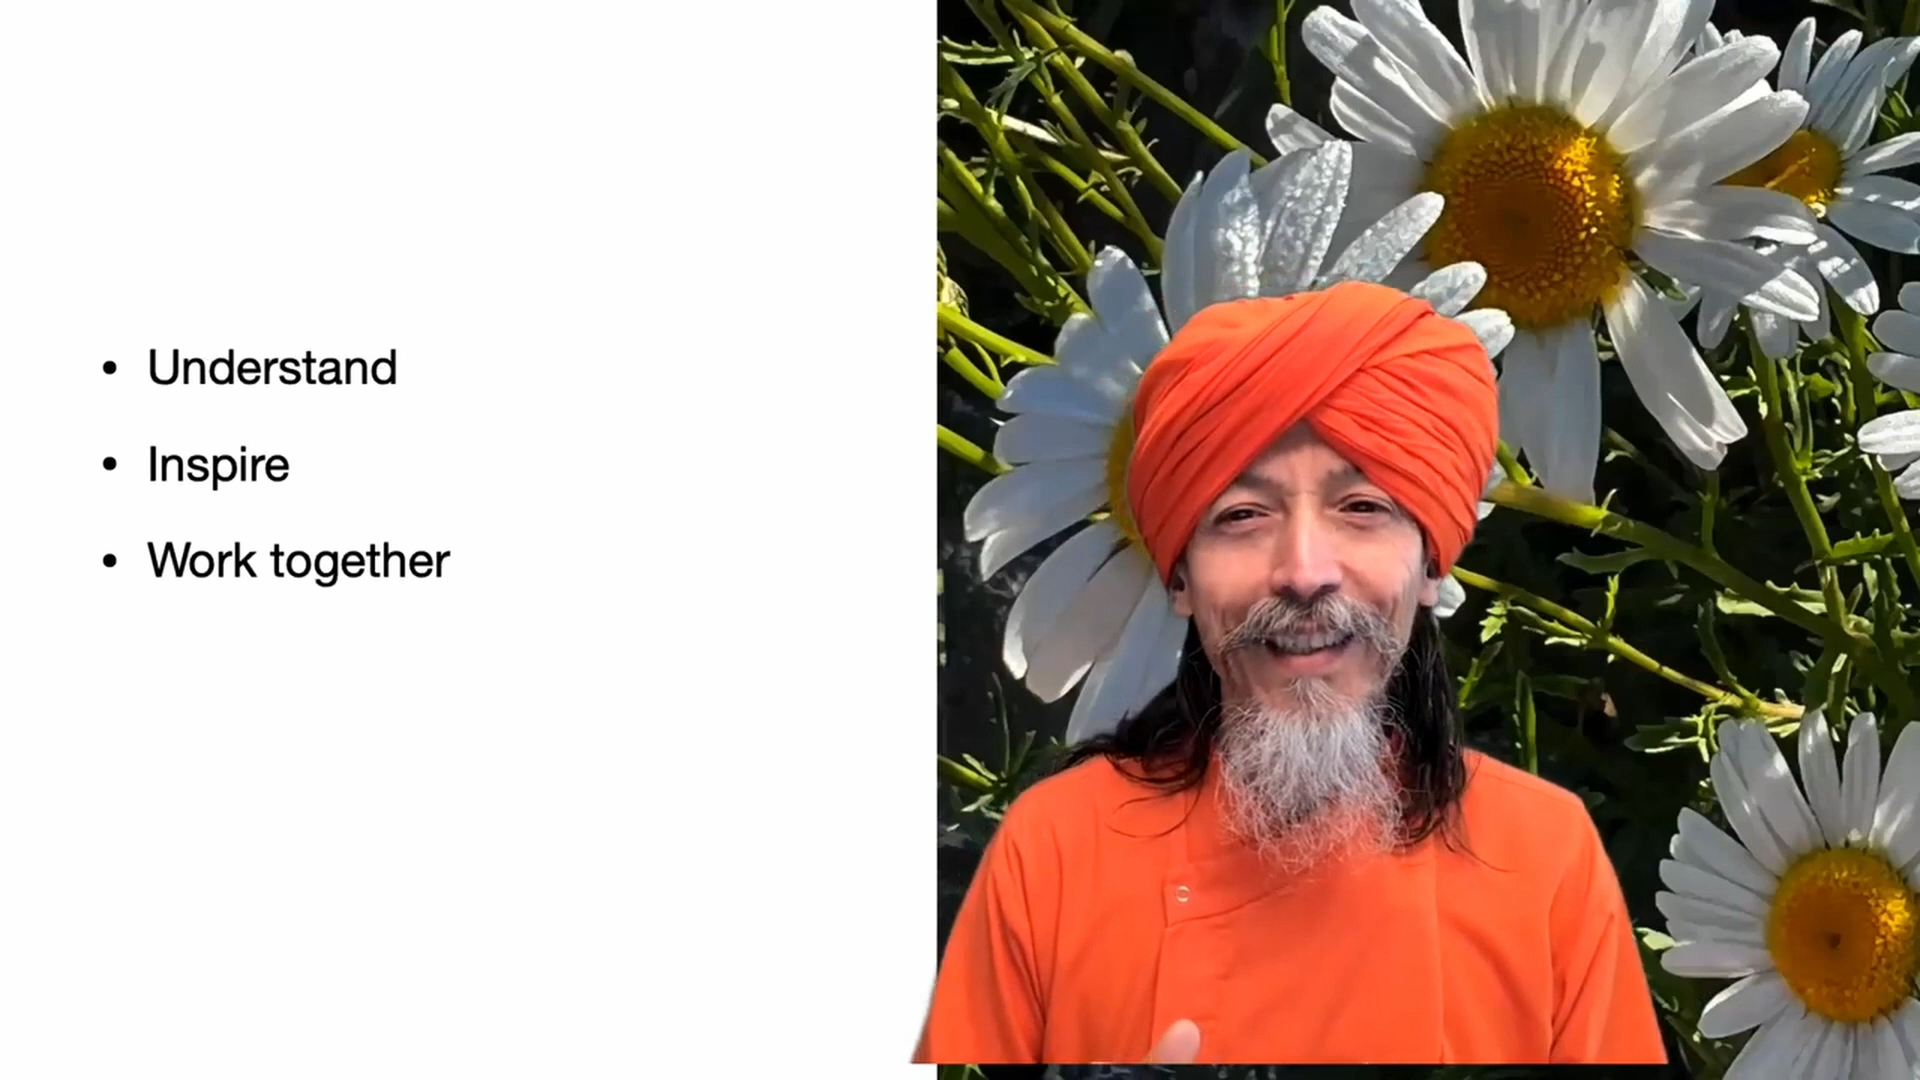 • Understand
• Inspire
• Work together